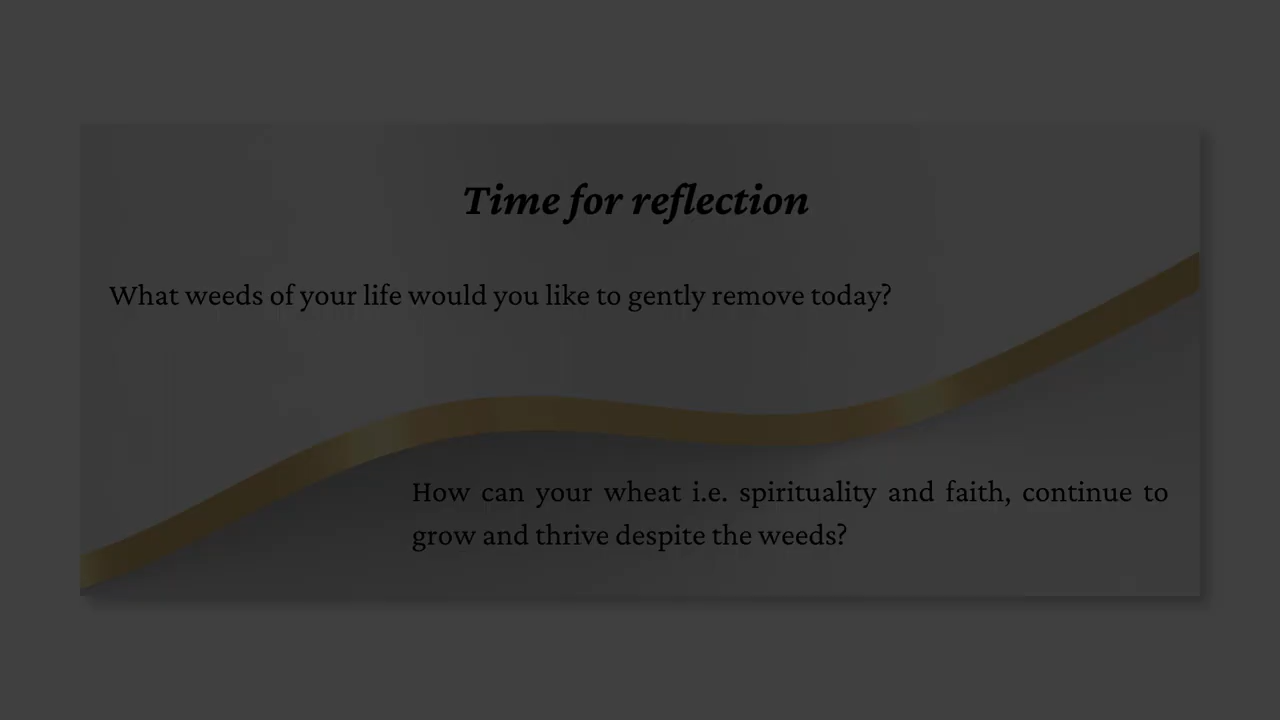 Time for reflection
What weeds of your life would you like to gently remove today?
How can your wheat i.e. spirituality and faith, continue to
grow and thrive despite the weeds?